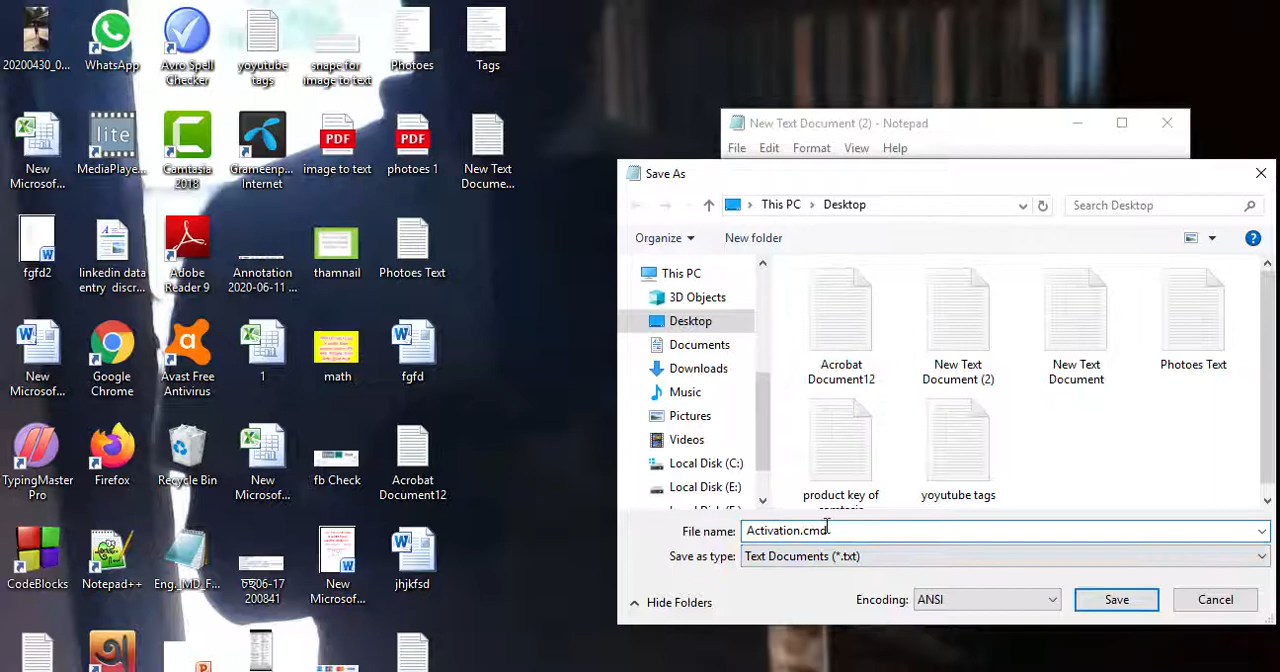 20200430_0...
WhatsApp
Avro Spell
Checker
yoyutube
tags
snape for
image to text
Photoes
Tags
New
Microsof...
lite
MediaPlaye...
Camtasia
2018
Grameenp...
Internet
PDF
image to text
PDF
photoes 1
New Text
Docume...
fgfd2
linkedin data
entry_discr...
Adobe
Reader 9
Annotation
2020-06-11 ...
thamnail
Photoes Text
New
Microsof...
Google
Chrome
Avast Free
Antivirus
1
math
fgfd
TypingMaster
Pro
Firefox
Recycle Bin
New
Microsof...
fb Check
Acrobat
Document12
CodeBlocks
Notepad++
Eng._MD_F...
200841
New
Microsof...
jhjkfsd
New Text Document (2) - Notepad
File Edit Format View Help
Save As
This PC
Desktop
Search Desktop
Organize
New folder
This PC
3D Objects
Desktop
Documents
Downloads
Music
Pictures
Videos
Local Disk (C:)
Local Disk (E:)
Acrobat
Document12
New Text
Document (2)
New Text
Document
Photoes Text
product key of
yoyutube tags
File name: Activation.cmd
Save as type: Text Documents (*.txt)
Hide Folders
Encoding: ANSI
Save
Cancel